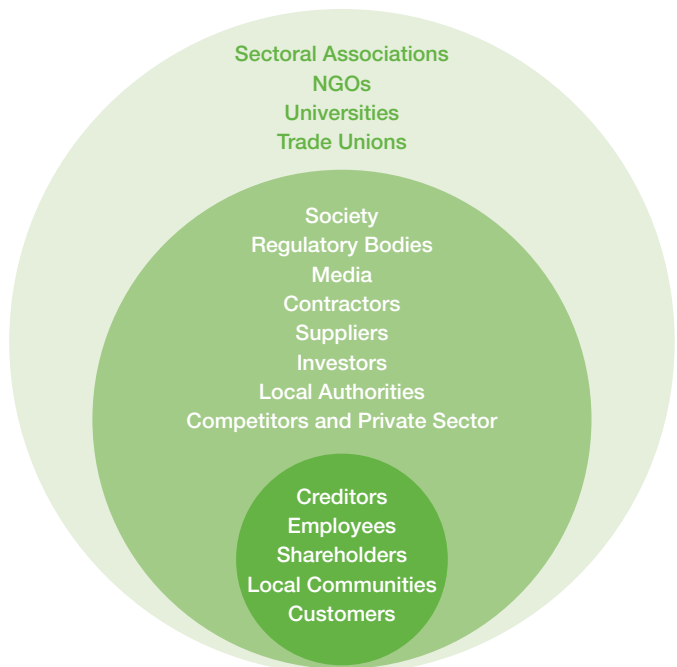 Sectoral Associations
NGOs
Universities
Trade Unions
Society
Regulatory Bodies
Media
Contractors
Suppliers
Investors
Local Authorities
Competitors and Private Sector
Creditors
Employees
Shareholders
Local Communities
Customers